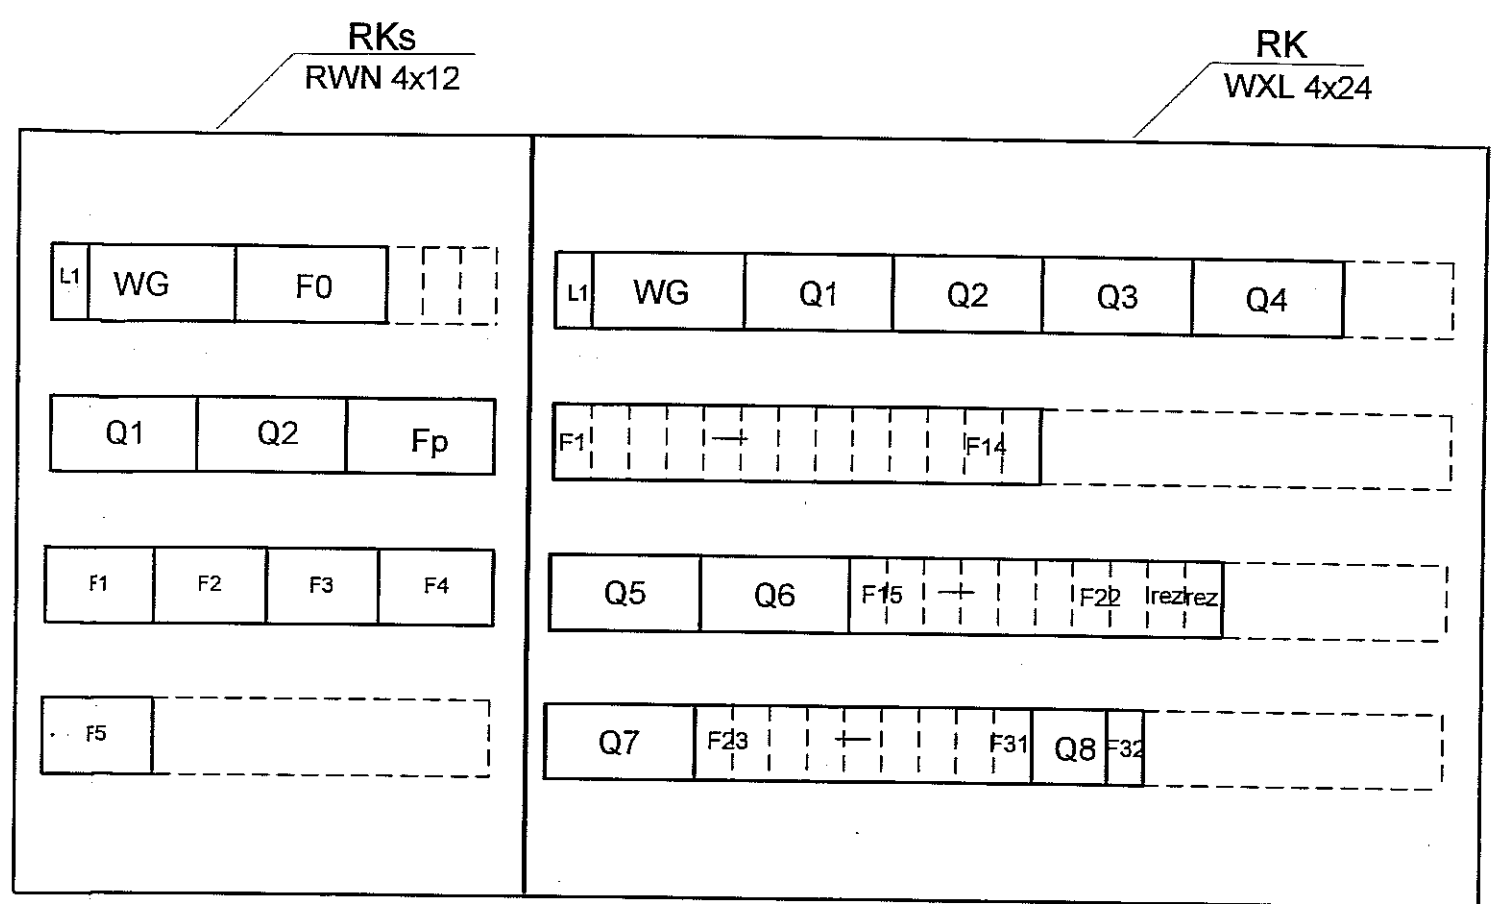 RKs
RWN 4x12
RK
WXL 4x24
L1 WG F0
L1 WG Q1 Q2 Q3 Q4
Q1 Q2 Fp
F1 F14
F1 F2 F3 F4
Q5 Q6 F15 F22 rez rez
F5
Q7 F23 F31 Q8 F32